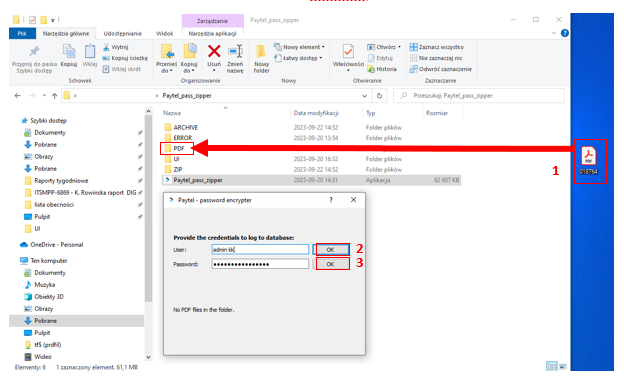 Zarządzanie
Paytel_pass_zipper
Plik
Narzędzia główne
Udostępnianie
Widok
Narzędzia aplikacji
Przypnij do paska
Szybki dostęp
Kopiuj
Wklej
Wytnij
Kopiuj ścieżkę
Wklej skrót
Schowek
Przenieś do
Kopiuj do
Usuń
Zmień nazwę
Organizowanie
Nowy folder
Nowy element
Łatwy dostęp
Nowy
Właściwości
Otwórz
Edytuj
Historia
Otwieranie
Zaznacz wszystko
Nie zaznaczaj nic
Odwróć zaznaczenie
Zaznaczanie
Paytel_pass_zipper
Przeszukaj: Paytel_pass_zipper
Nazwa
Data modyfikacji
Typ
Rozmiar
ARCHIVE 2023-09-22 14:52 Folder plików
ERROR 2023-09-20 13:54 Folder plików
PDF
UI 2023-09-20 16:32 Folder plików
ZIP 2023-09-22 14:52 Folder plików
Paytel_pass_zipper 2023-09-20 14:31 Aplikacja 62 607 KB
Szybki dostęp
Dokumenty
Pobrane
Obrazy
Pobrane
Raporty tygodniowe
ITSMPP-6869 - K. Rowinska raport DIG
lista obecności
Pulpit
UI
OneDrive - Personal
Ten komputer
Dokumenty
Muzyka
Obiekty 3D
Obrazy
Pobrane
Pulpit
tfS (prdfil)
Wideo
Elementy: 6 1 zaznaczony element. 61,1 MB
Paytel - password encrypter
?
Provide the credentials to log to database:
User: admin kk OK 2
Password: OK 3
No PDF files in the folder.
1
PDF
018764